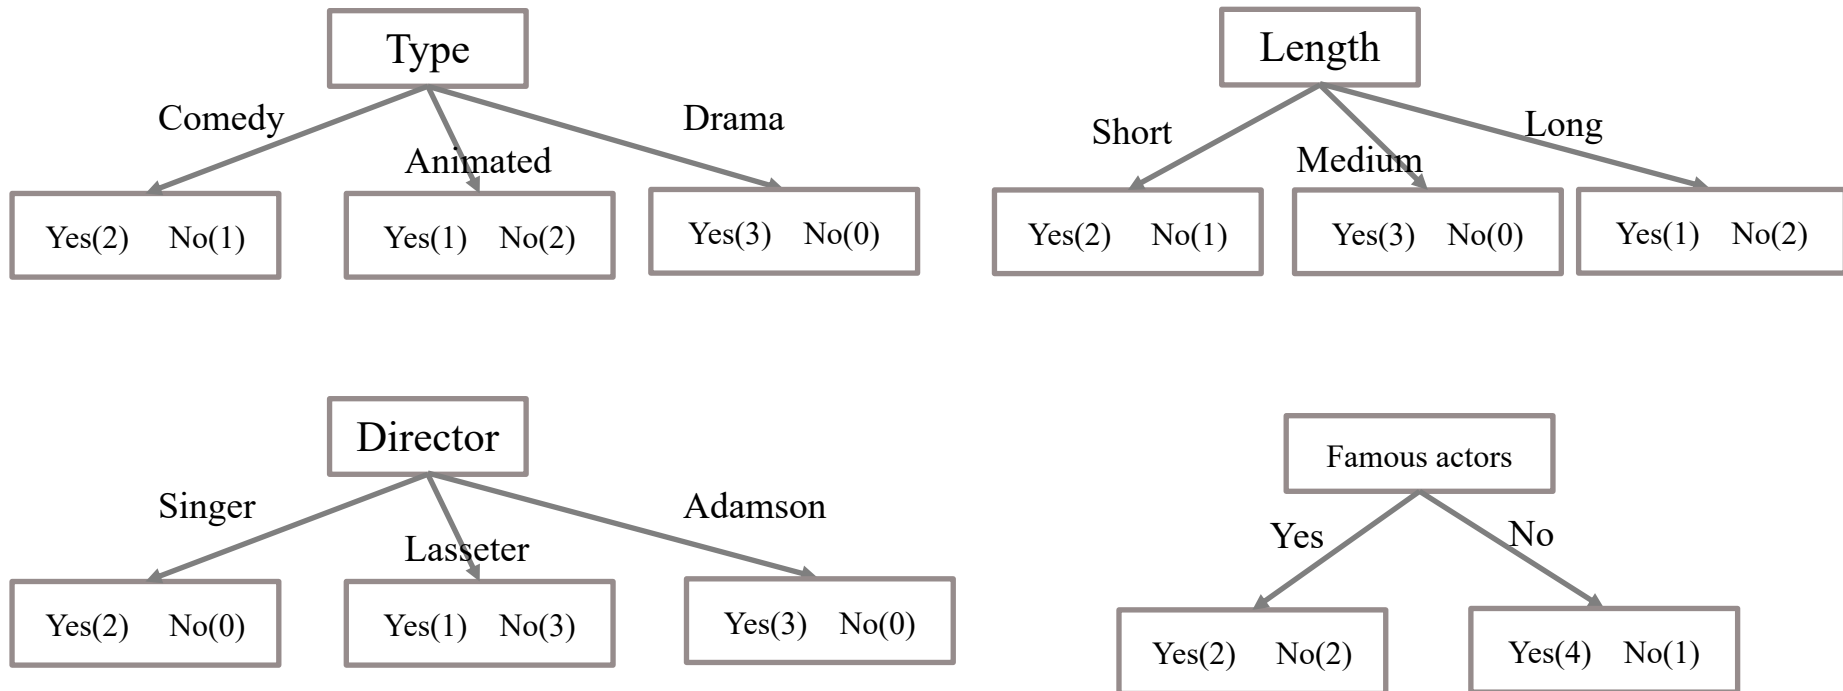 Type
Comedy
Animated
Drama
Yes(2) No(1)
Yes(1) No(2)
Yes(3) No(0)
Length
Short
Medium
Long
Yes(2) No(1)
Yes(3) No(0)
Yes(1) No(2)
Director
Singer
Lasseter
Adamson
Yes(2) No(0)
Yes(1) No(3)
Yes(3) No(0)
Famous actors
Yes
No
Yes(2) No(2)
Yes(4) No(1)